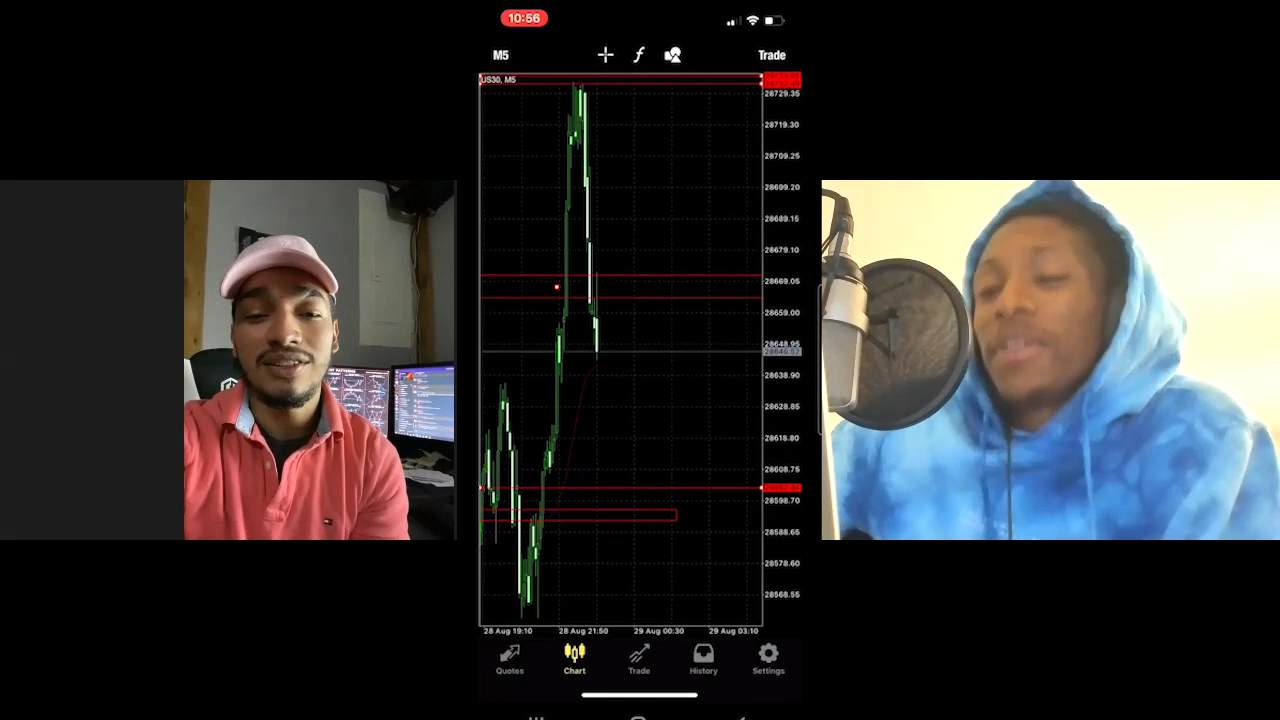 10:56
M5
Trade
US30, M5
28729.35
28719.30
28709.25
28699.20
28689.15
28679.10
28669.05
28659.00
28648.95
28646.52
28638.90
28628.85
28618.80
28608.75
28598.70
28588.65
28578.60
28568.55
28 Aug 19:10
28 Aug 21:50
29 Aug 00:30
29 Aug 03:10
Quotes
Chart
Trade
History
Settings